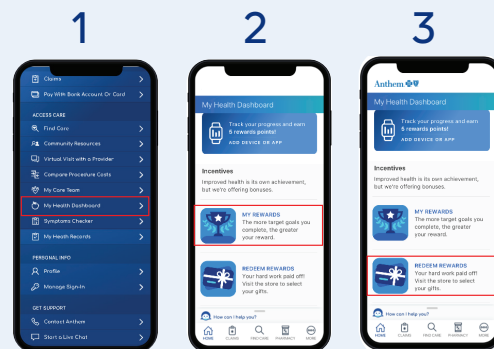 1
2
3
Claims
Pay With Bank Account Or Card
ACCESS CARE
Find Care
Community Resources
Virtual Visit with a Provider
Compare Procedure Costs
My Care Team
My Health Dashboard
Symptoms Checker
My Health Records
PERSONAL INFO
Profile
Manage Sign-In
GET SUPPORT
Contact Anthem
Start a Live Chat
My Health Dashboard
Track your progress and earn
5 rewards points!
ADD DEVICE OR APP
Incentives
Improved health is its own achievement,
but we're offering bonuses.
MY REWARDS
The more target goals you
complete, the greater
your reward.
REDEEM REWARDS
Your hard work paid off!
Visit the store to select
your gifts.
How can I help you?
HOME
CLAIMS
FIND CARE
PHARMACY
MORE
Anthem
My Health Dashboard
Track your progress and earn
5 rewards points!
ADD DEVICE OR APP
Incentives
Improved health is its own achievement,
but we're offering bonuses.
MY REWARDS
The more target goals you
complete, the greater
your reward.
REDEEM REWARDS
Your hard work paid off!
Visit the store to select
your gifts.
How can I help you?
HOME
CLAIMS
FIND CARE
PHARMACY
MORE